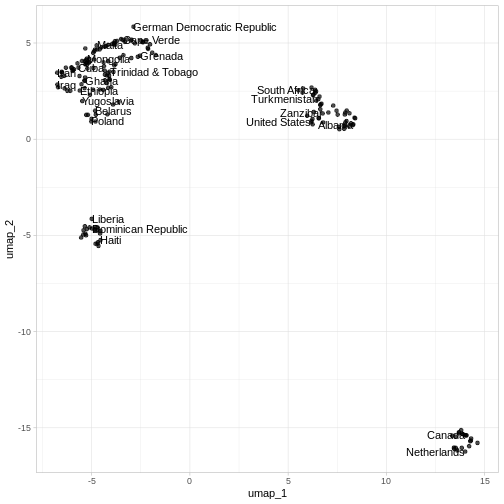 German Democratic Republic
Malta
Cape Verde
Grenada
Mongolia
Cuba
Iran
Trinidad & Tobago
Ghana
Iraq
Ethiopia
Yugoslavia
Belarus
Poland
South Africa
Turkmenistan
Zanzibar
United States
Albania
Liberia
Dominican Republic
Haiti
Canada
Netherlands
5
0
-5
-10
-15
umap_2
-5
0
5
10
15
umap_1